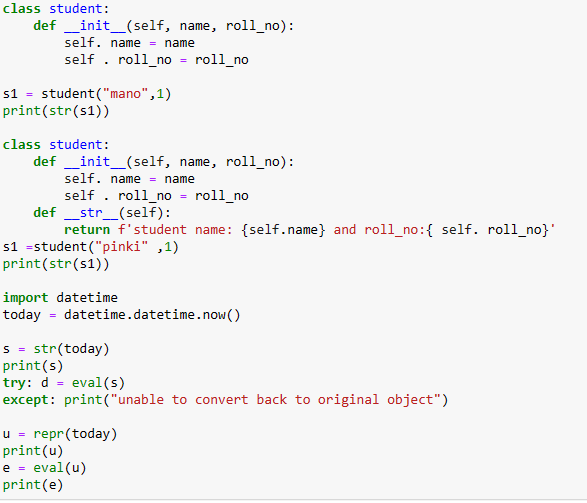 class student:
    def __init__(self, name, roll_no):
        self. name = name
        self . roll_no = roll_no

s1 = student("mano",1)
print(str(s1))

class student:
    def __init__(self, name, roll_no):
        self. name = name
        self . roll_no = roll_no
    def __str__(self):
        return f'student name: {self.name} and roll_no:{ self. roll_no}'
s1 =student("pinki" ,1)
print(str(s1))

import datetime
today = datetime.datetime.now()

s = str(today)
print(s)
try: d = eval(s)
except: print("unable to convert back to original object")

u = repr(today)
print(u)
e = eval(u)
print(e)